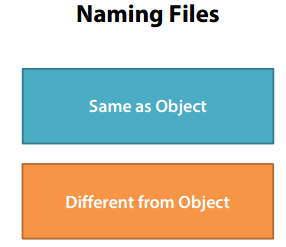 Naming Files
Same as Object
Different from Object